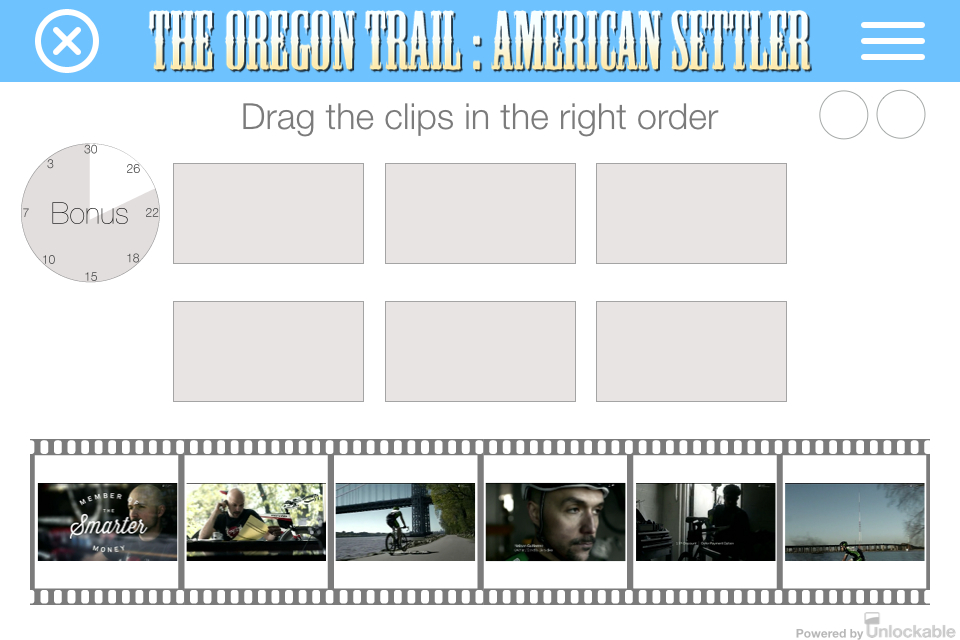 THE OREGON TRAIL : AMERICAN SETTLER
Drag the clips in the right order
30
3
26
Bonus
7
22
10
18
15
MEMBER
THE
Smarter
MONEY
Powered by Unlockable